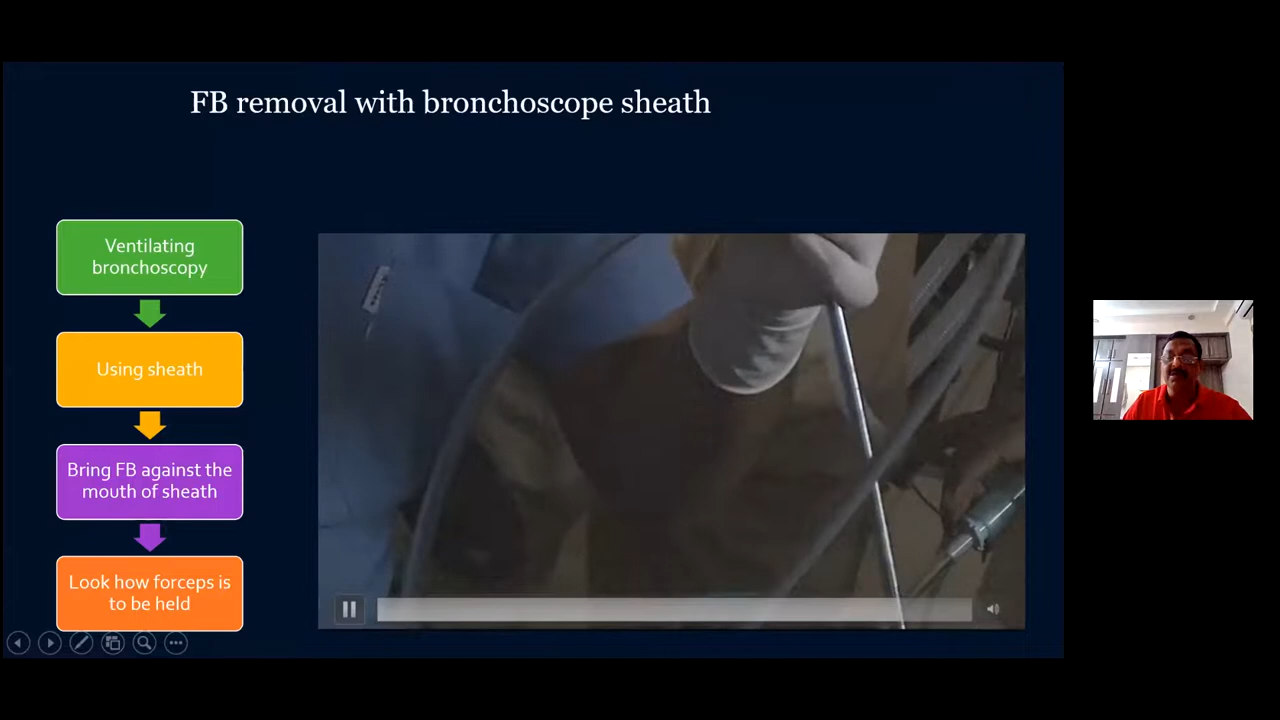 FB removal with bronchoscope sheath
Ventilating
bronchoscopy
Using sheath
Bring FB against the
mouth of sheath
Look how forceps is
to be held